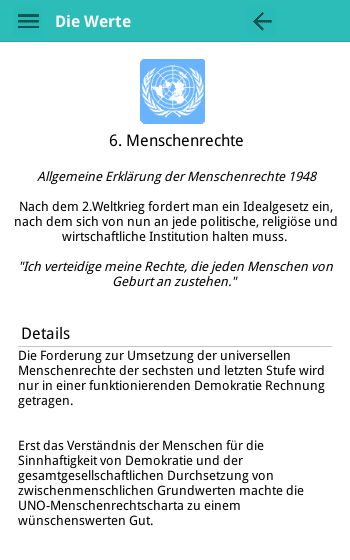 Die Werte
6. Menschenrechte
Allgemeine Erklärung der Menschenrechte 1948
Nach dem 2.Weltkrieg fordert man ein Idealgesetz ein,
nach dem sich von nun an jede politische, religiöse und
wirtschaftliche Institution halten muss.
"Ich verteidige meine Rechte, die jeden Menschen von
Geburt an zustehen."
Details
Die Forderung zur Umsetzung der universellen
Menschenrechte der sechsten und letzten Stufe wird
nur in einer funktionierenden Demokratie Rechnung
getragen.
Erst das Verständnis der Menschen für die
Sinnhaftigkeit von Demokratie und der
gesamtgesellschaftlichen Durchsetzung von
zwischenmenschlichen Grundwerten machte die
UNO-Menschenrechtscharta zu einem
wünschenswerten Gut.